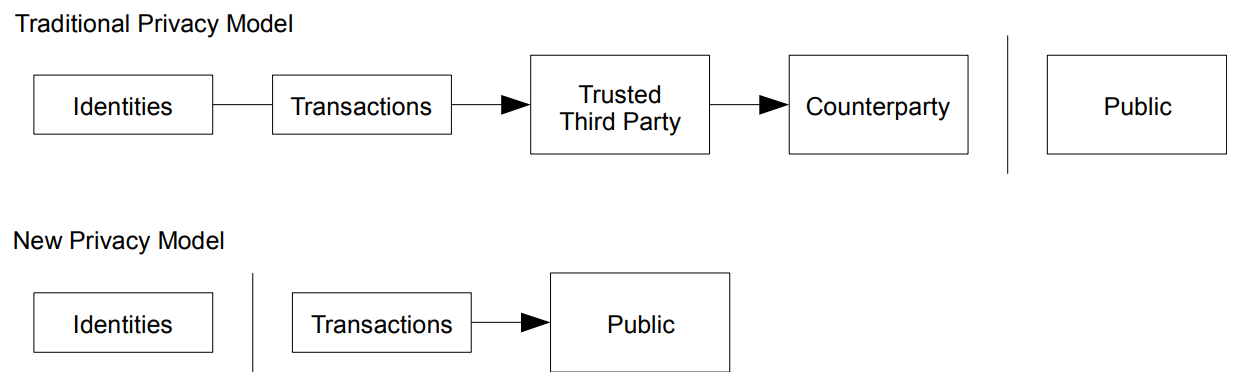 Traditional Privacy Model
Identities
Transactions
Trusted
Third Party
Counterparty
Public
New Privacy Model
Identities
Transactions
Public